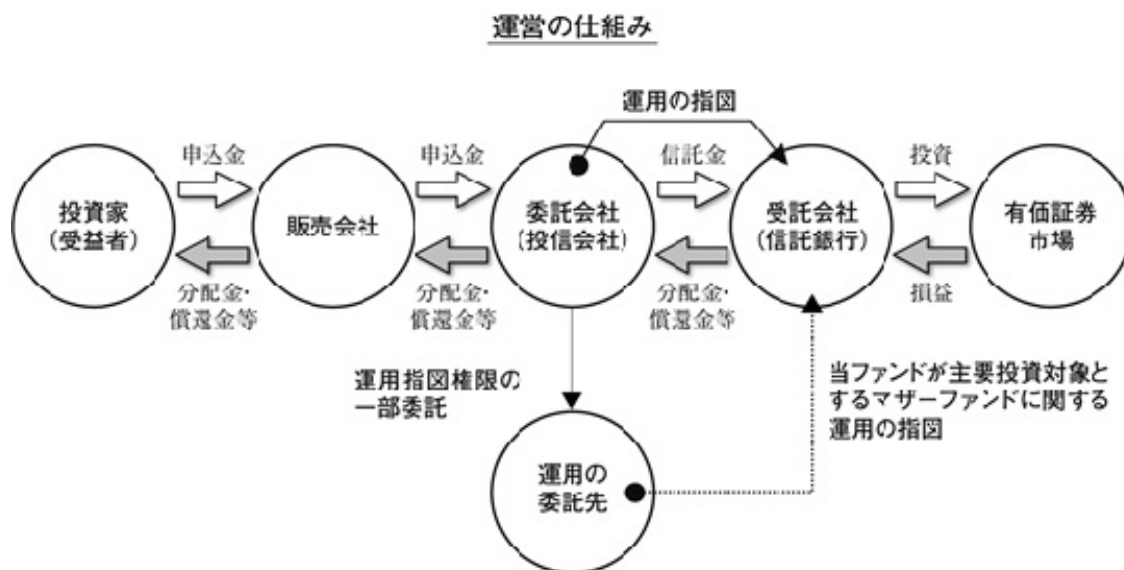 運営の仕組み
運用の指図
申込金
申込金
信託金
投資
投資家
(受益者)
販売会社
委託会社
(投信会社)
受託会社
(信託銀行)
有価証券
市場
分配金・
償還金等
分配金・
償還金等
分配金・
償還金等
損益
運用指図権限の
一部委託
当ファンドが主要投資対象と
するマザーファンドに関する
運用の指図
運用の
委託先